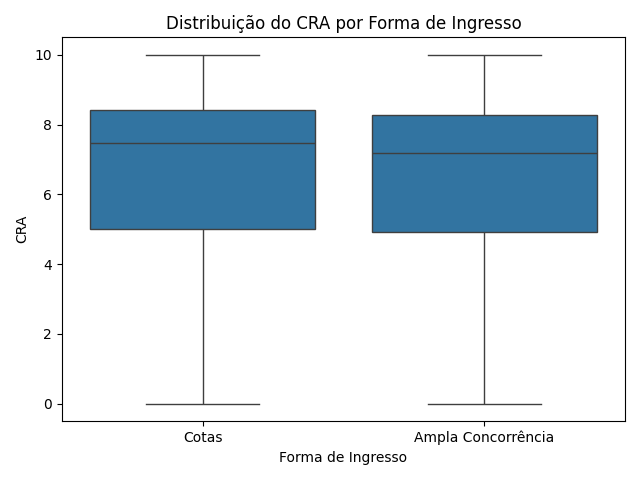 Distribuição do CRA por Forma de Ingresso
10
8
6
4
2
0
CRA
Cotas
Ampla Concorrência
Forma de Ingresso